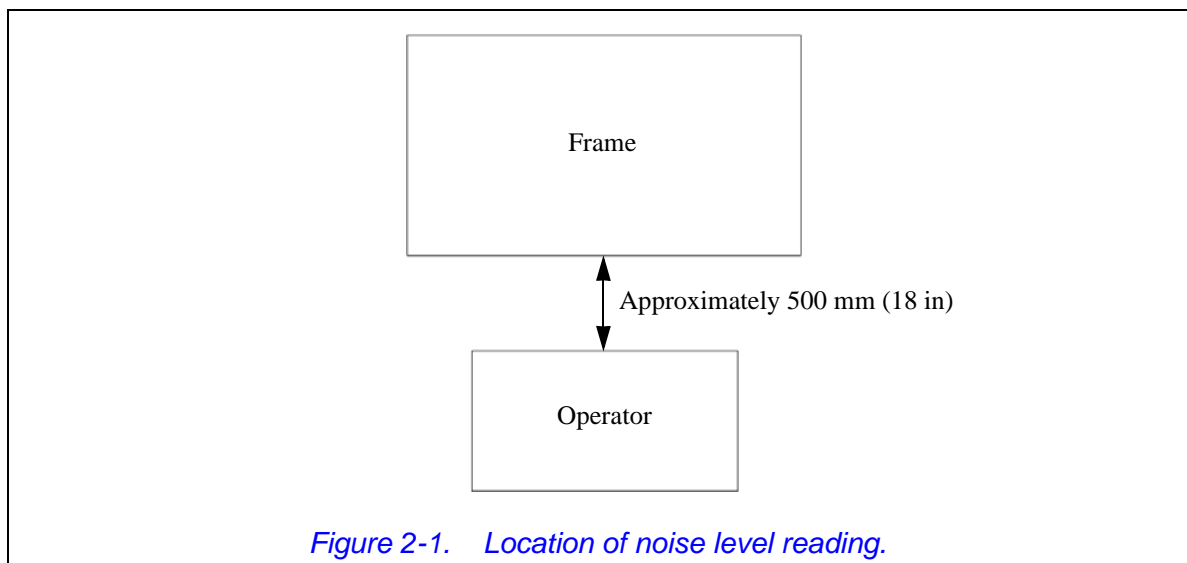 Frame
Approximately 500 mm (18 in)
Operator
Figure 2-1. Location of noise level reading.